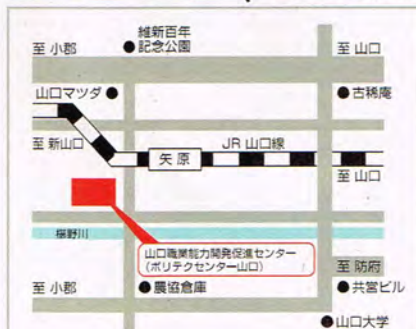 維新百年
記念公園
至 小郡
至 山口
山口マツダ
古稀庵
至 新山口
矢原
JR 山口線
至 山口
椹野川
山口職業能力開発促進センター
(ポリテクセンター山口)
至 防府
至 小郡
農協倉庫
共営ビル
山口大学